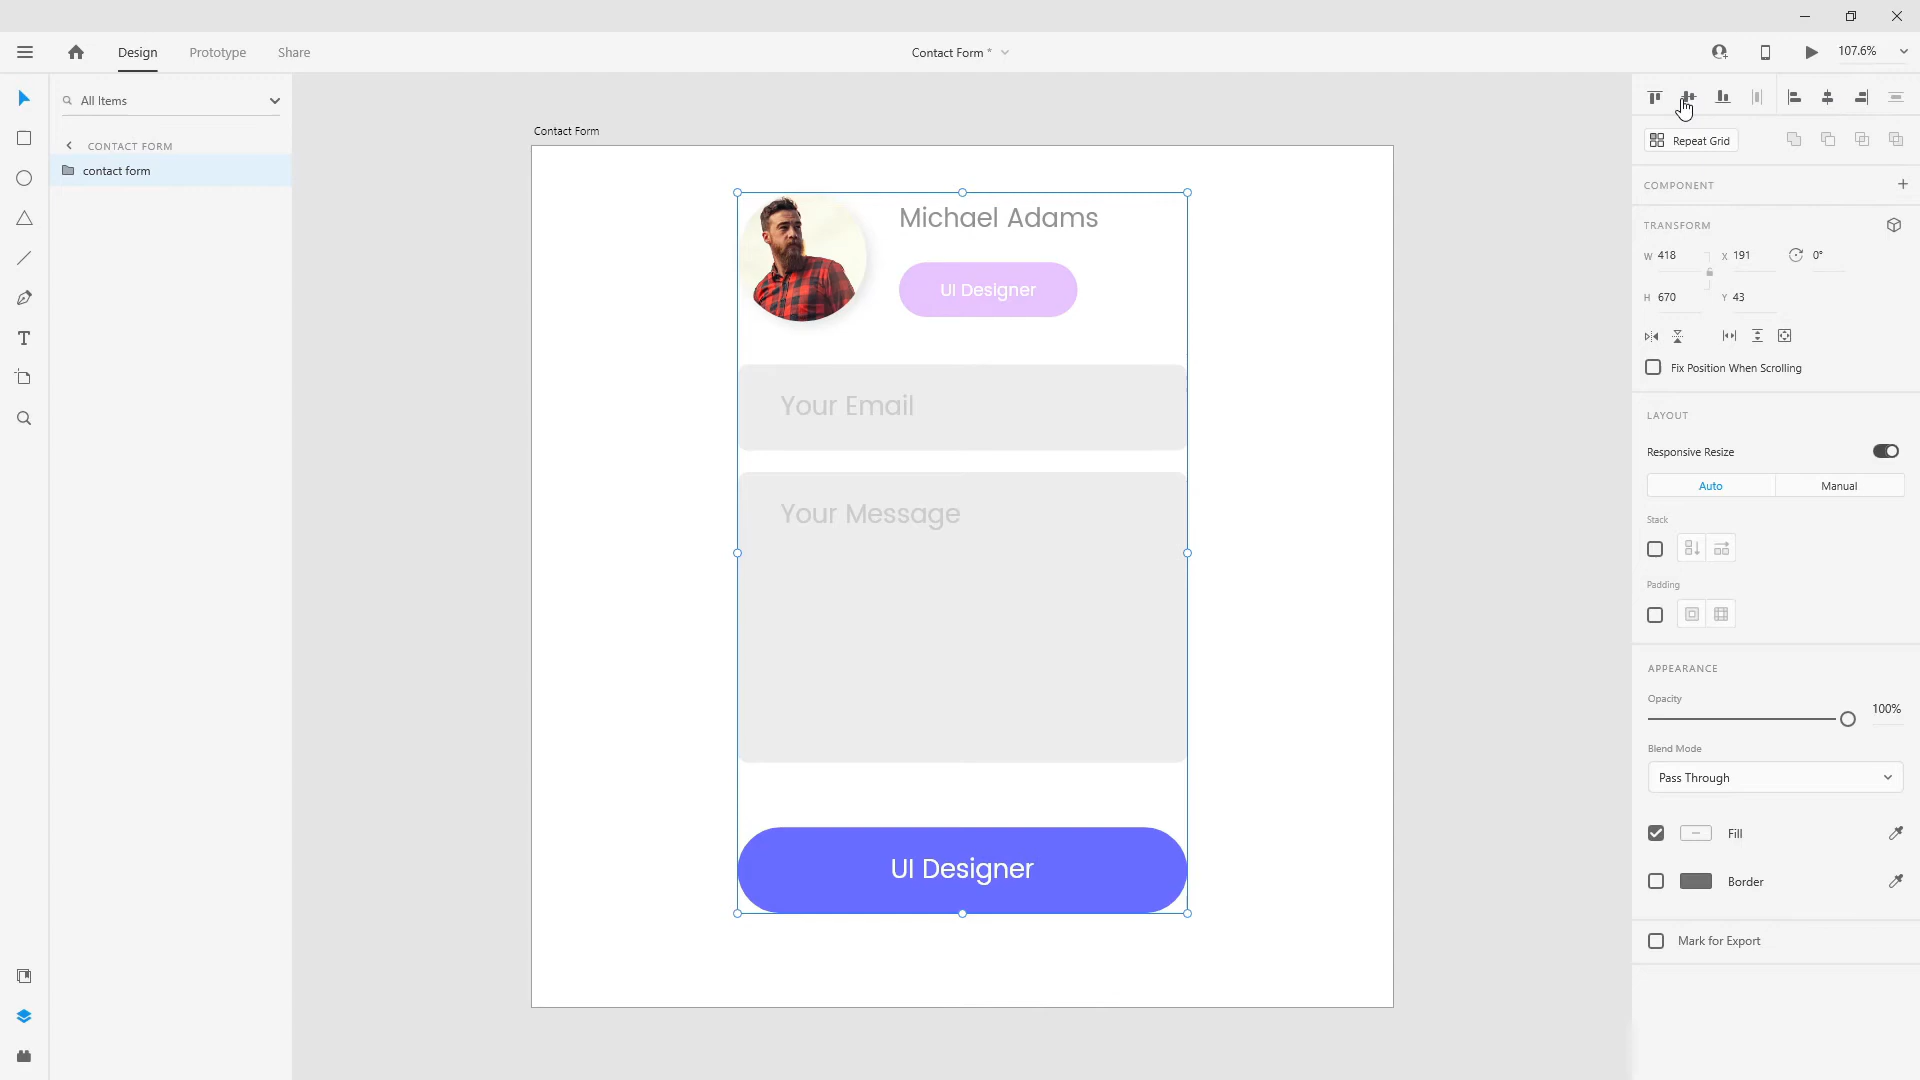 Design
Prototype
Share
Contact Form *
107.6%
All Items
CONTACT FORM
contact form
Contact Form
Michael Adams
UI Designer
Your Email
Your Message
UI Designer
Repeat Grid
COMPONENT
TRANSFORM
W 418
X 191
0°
H 670
Y 43
Fix Position When Scrolling
LAYOUT
Responsive Resize
Auto
Manual
Stack
Padding
APPEARANCE
Opacity
100%
Blend Mode
Pass Through
Fill
Border
Mark for Export